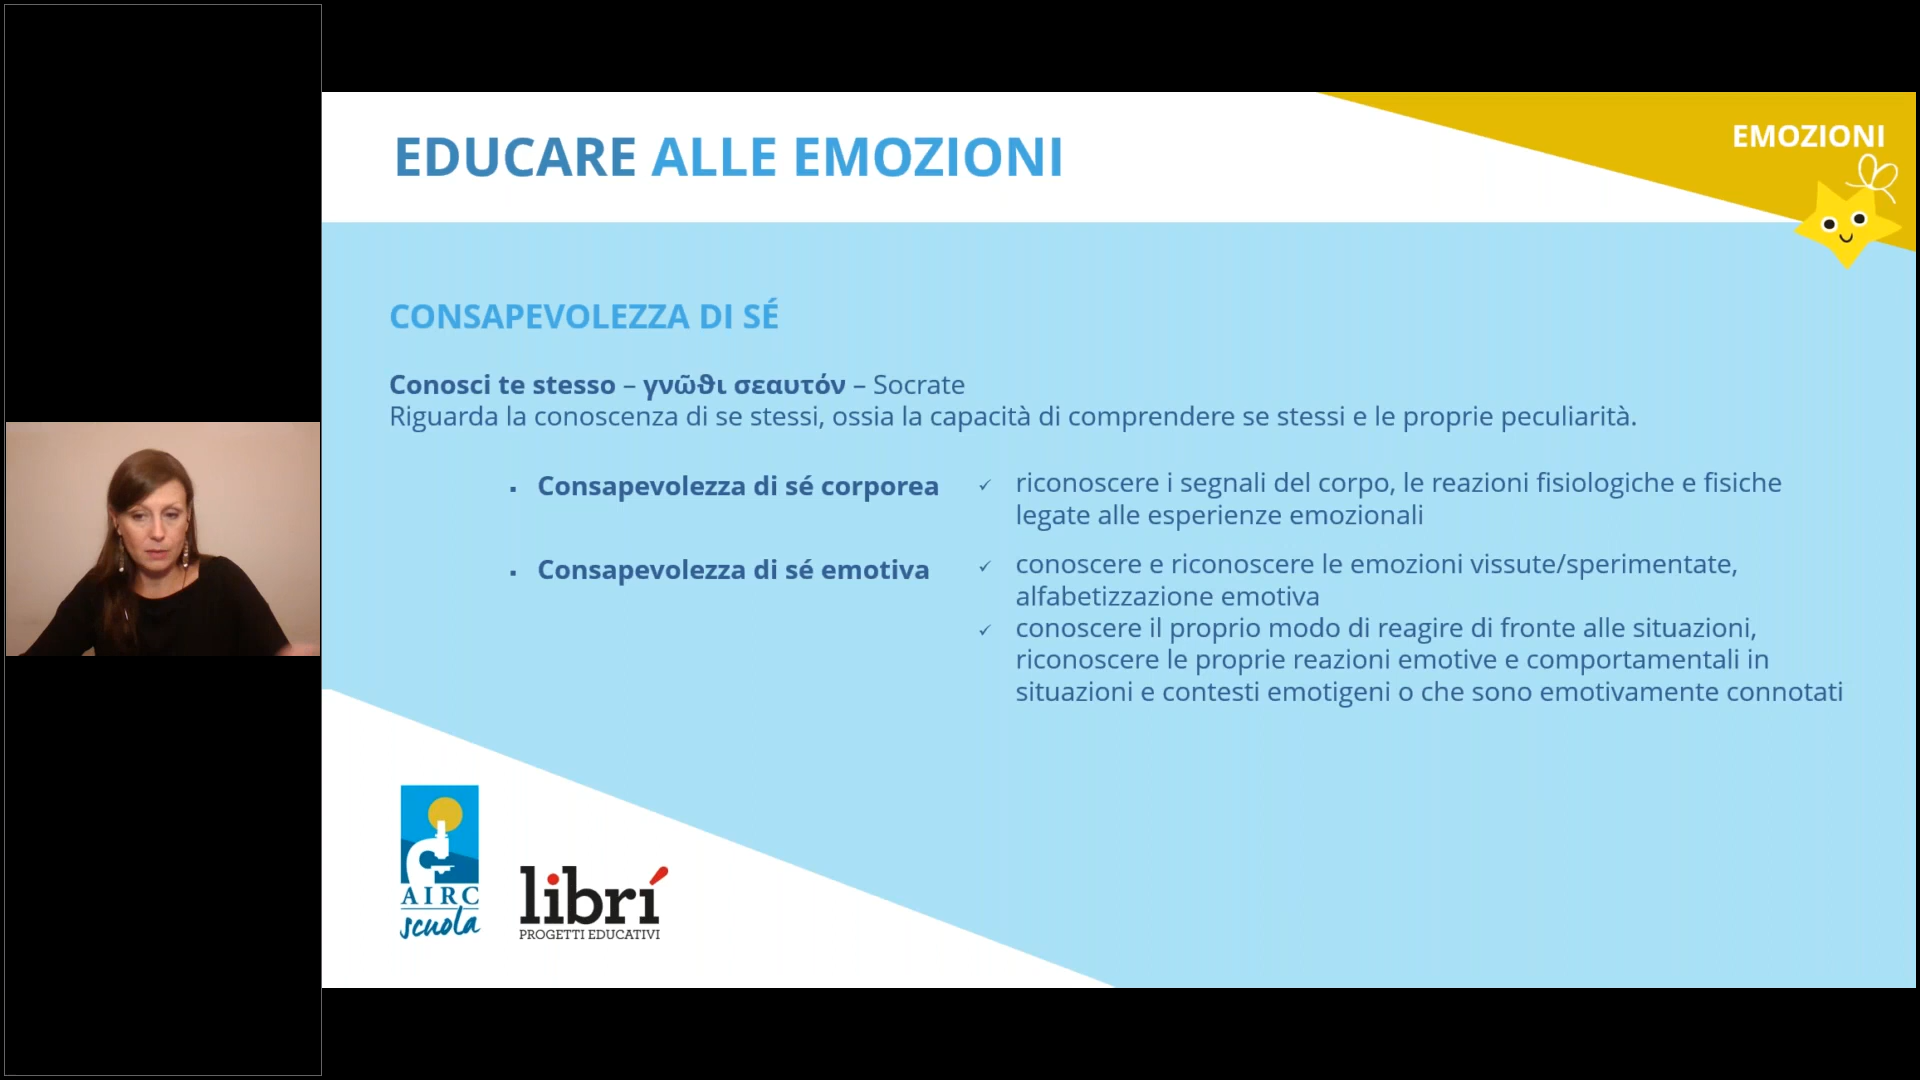 EDUCARE ALLE EMOZIONI
EMOZIONI
CONSAPEVOLEZZA DI SÉ
Conosci te stesso – γνῶϑι σεαυτόν – Socrate
Riguarda la conoscenza di se stessi, ossia la capacità di comprendere se stessi e le proprie peculiarità.
▪ Consapevolezza di sé corporea
✓ riconoscere i segnali del corpo, le reazioni fisiologiche e fisiche
legate alle esperienze emozionali
▪ Consapevolezza di sé emotiva
✓ conoscere e riconoscere le emozioni vissute/sperimentate,
alfabetizzazione emotiva
✓ conoscere il proprio modo di reagire di fronte alle situazioni,
riconoscere le proprie reazioni emotive e comportamentali in
situazioni e contesti emotigeni o che sono emotivamente connotati
AIRC
scuola
librí
PROGETTI EDUCATIVI